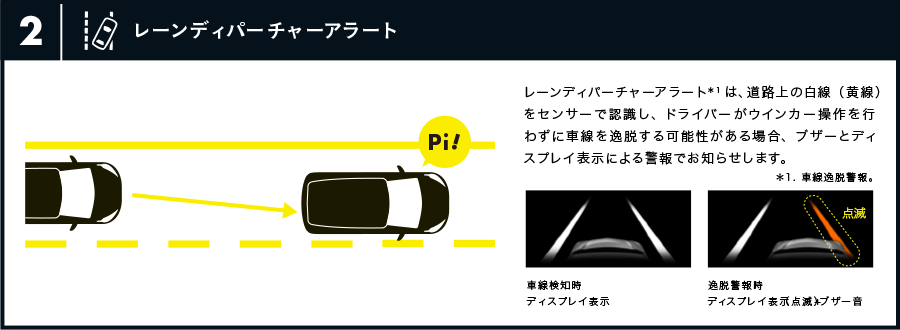 2 レーンディパーチャーアラート
Pi!
レーンディパーチャーアラート*1は、道路上の白線（黄線）
をセンサーで認識し、ドライバーがウインカー操作を行
わずに車線を逸脱する可能性がある場合、ブザーとディ
スプレイ表示による警報でお知らせします。
*1. 車線逸脱警報。
点滅
車線検知時
ディスプレイ表示
逸脱警報時
ディスプレイ表示(点滅)+ブザー音